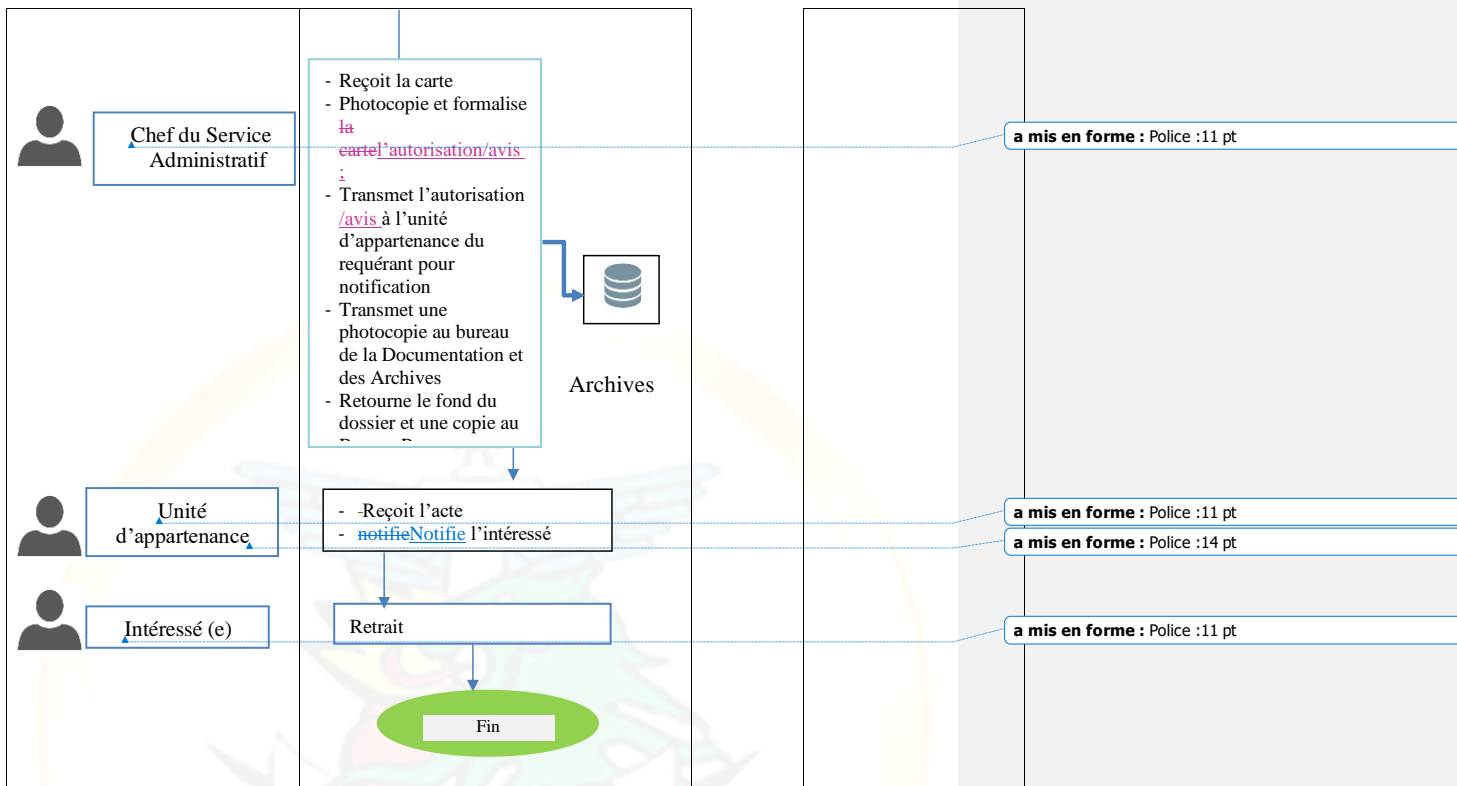 Chef du Service
Administratif
- Reçoit la carte
- Photocopie et formalise
la
cartel’autorisation/avis
;
- Transmet l’autorisation
/avis à l’unité
d’appartenance du
requérant pour
notification
- Transmet une
photocopie au bureau
de la Documentation et
des Archives
- Retourne le fond du
dossier et une copie au
Archives
a mis en forme : Police :11 pt
Unité
d’appartenance
- -Reçoit l’acte
- notifieNotifie l’intéressé
a mis en forme : Police :11 pt
a mis en forme : Police :14 pt
Intéressé (e)
Retrait
a mis en forme : Police :11 pt
Fin